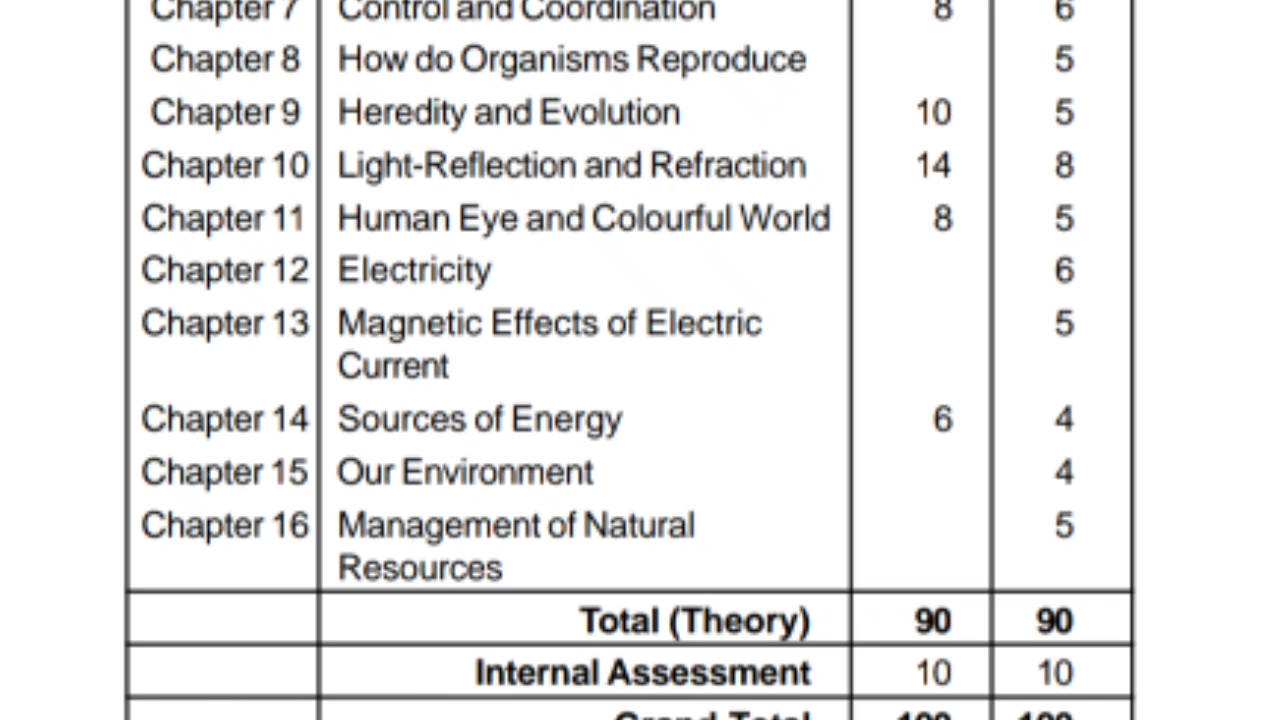 Chapter 7 Control and Coordination 8 6
Chapter 8 How do Organisms Reproduce 5
Chapter 9 Heredity and Evolution 10 5
Chapter 10 Light-Reflection and Refraction 14 8
Chapter 11 Human Eye and Colourful World 8 5
Chapter 12 Electricity 6
Chapter 13 Magnetic Effects of Electric 5
Current
Chapter 14 Sources of Energy 6 4
Chapter 15 Our Environment 4
Chapter 16 Management of Natural 5
Resources
Total (Theory) 90 90
Internal Assessment 10 10
Grand Total 100 100